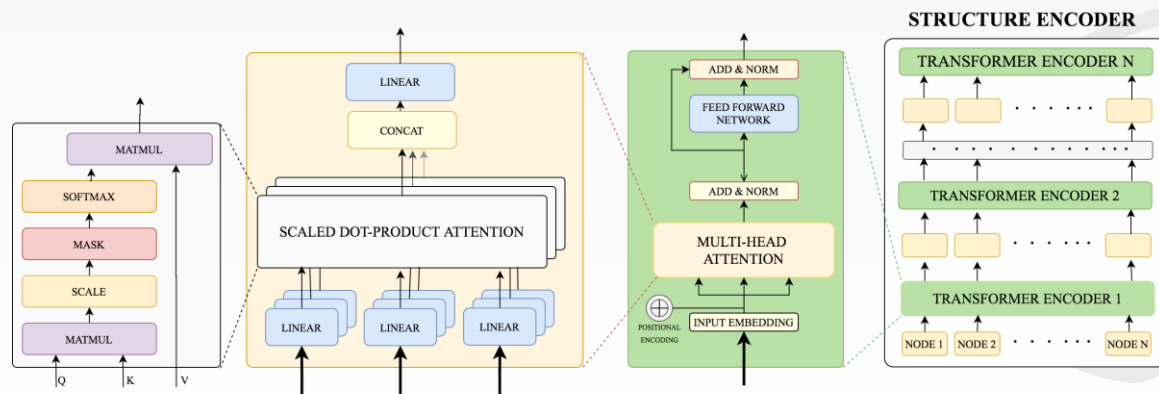 STRUCTURE ENCODER
MATMUL
SOFTMAX
MASK
SCALE
MATMUL
Q
K
V
LINEAR
CONCAT
SCALED DOT-PRODUCT ATTENTION
LINEAR
LINEAR
LINEAR
ADD & NORM
FEED FORWARD
NETWORK
ADD & NORM
MULTI-HEAD
ATTENTION
POSITIONAL
ENCODING
INPUT EMBEDDING
TRANSFORMER ENCODER N
TRANSFORMER ENCODER 2
TRANSFORMER ENCODER 1
NODE 1
NODE 2
NODE N